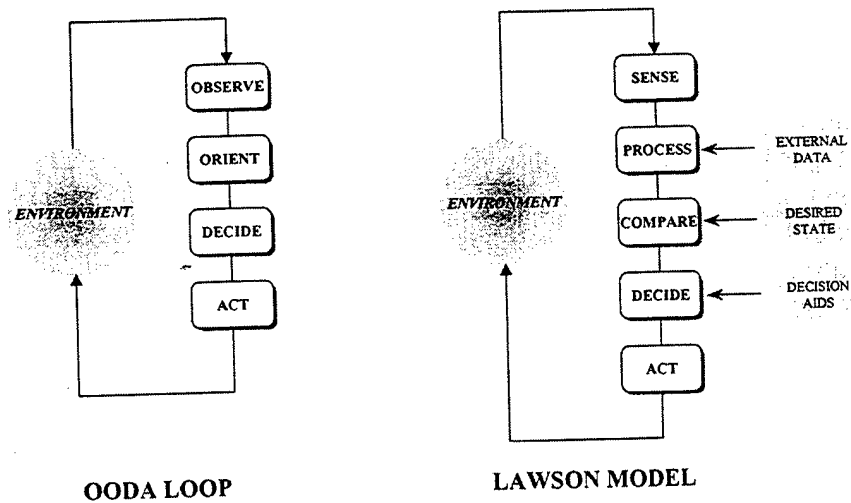 OBSERVE
ORIENT
ENVIRONMENT
DECIDE
ACT
OODA LOOP
SENSE
PROCESS
EXTERNAL
DATA
ENVIRONMENT
COMPARE
DESIRED
STATE
DECIDE
DECISION
AIDS
ACT
LAWSON MODEL